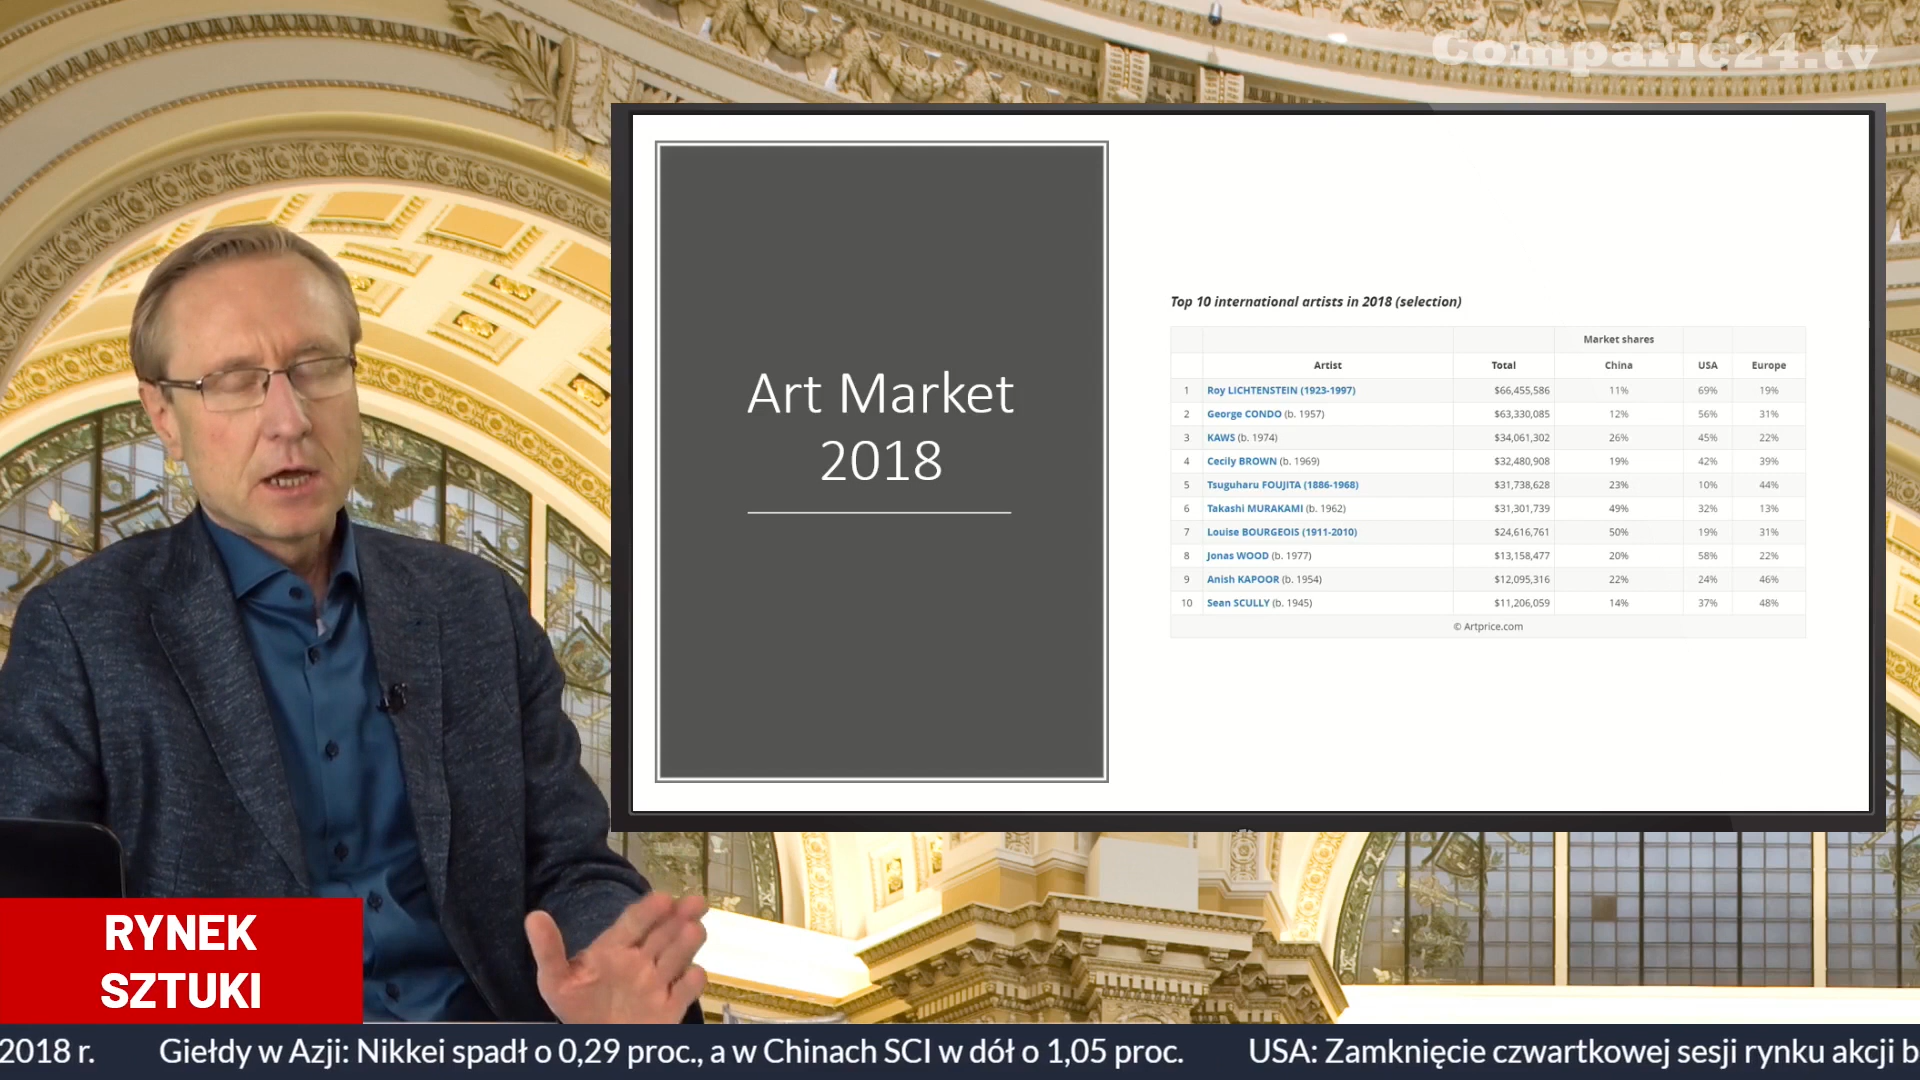 Comparic24.tv
Art Market
2018
Top 10 international artists in 2018 (selection)
Market shares
Artist Total China USA Europe
1 Roy LICHTENSTEIN (1923-1997) $66,455,586 11% 69% 19%
2 George CONDO (b. 1957) $63,330,085 12% 56% 31%
3 KAWS (b. 1974) $34,061,302 26% 45% 22%
4 Cecily BROWN (b. 1969) $32,480,908 19% 42% 39%
5 Tsuguharu FOUJITA (1886-1968) $31,738,628 23% 10% 44%
6 Takashi MURAKAMI (b. 1962) $31,301,739 49% 32% 13%
7 Louise BOURGEOIS (1911-2010) $24,616,761 50% 19% 31%
8 Jonas WOOD (b. 1977) $13,158,477 20% 58% 22%
9 Anish KAPOOR (b. 1954) $12,095,316 22% 24% 46%
10 Sean SCULLY (b. 1945) $11,206,059 14% 37% 48%
© Artprice.com
RYNEK
SZTUKI
2018 r. Giełdy w Azji: Nikkei spadł o 0,29 proc., a w Chinach SCI w dół o 1,05 proc. USA: Zamknięcie czwartkowej sesji rynku akcji b